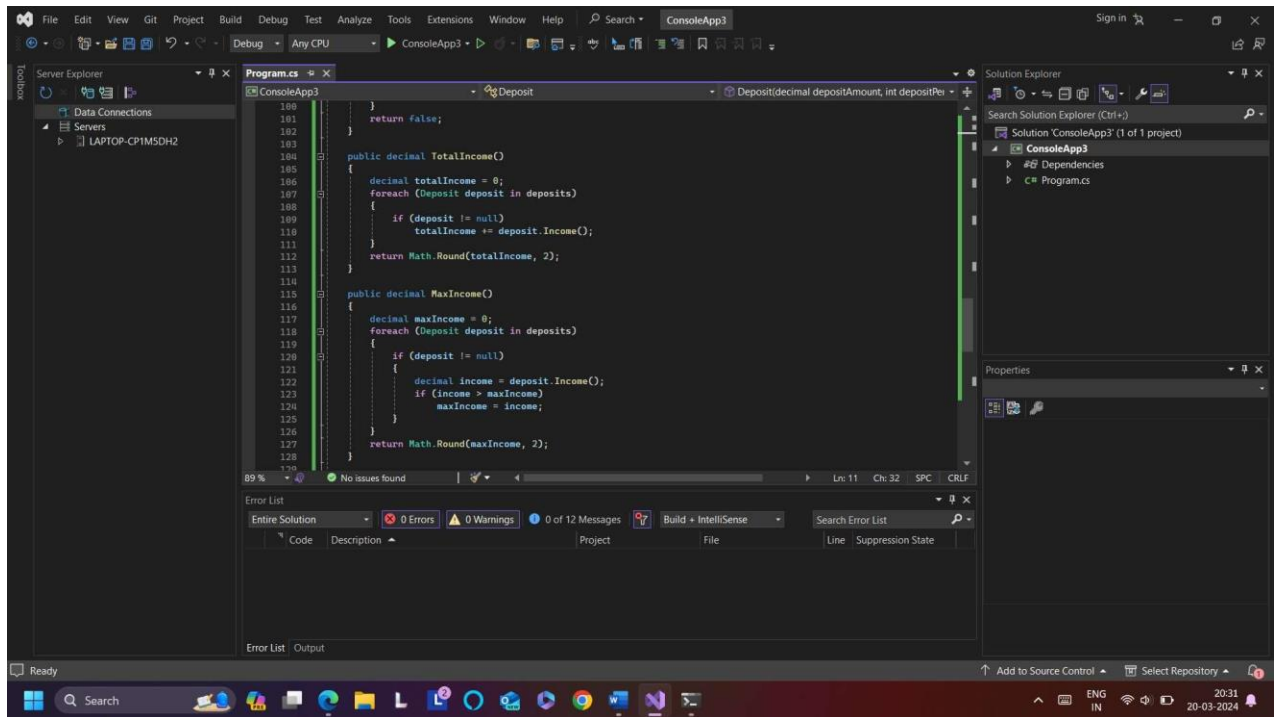 File Edit View Git Project Build Debug Test Analyze Tools Extensions Window Help Search ConsoleApp3 Sign in
Debug Any CPU ConsoleApp3
Toolbox
Server Explorer
Data Connections
Servers
LAPTOP-CP1M5DH2
Program.cs
ConsoleApp3 Deposit Deposit(decimal depositAmount, int depositPer
100 }
101 return false;
102 }
103
104 public decimal TotalIncome()
105 {
106 decimal totalIncome = 0;
107 foreach (Deposit deposit in deposits)
108 {
109 if (deposit != null)
110 totalIncome += deposit.Income();
111 }
112 return Math.Round(totalIncome, 2);
113 }
114
115 public decimal MaxIncome()
116 {
117 decimal maxIncome = 0;
118 foreach (Deposit deposit in deposits)
119 {
120 if (deposit != null)
121 {
122 decimal income = deposit.Income();
123 if (income > maxIncome)
124 maxIncome = income;
125 }
126 }
127 return Math.Round(maxIncome, 2);
128 }
129
89 % No issues found Ln: 11 Ch: 32 SPC CRLF
Error List
Entire Solution 0 Errors 0 Warnings 0 of 12 Messages Build + IntelliSense Search Error List
Code Description Project File Line Suppression State
Error List Output
Solution Explorer
Search Solution Explorer (Ctrl+;)
Solution 'ConsoleApp3' (1 of 1 project)
ConsoleApp3
Dependencies
C# Program.cs
Properties
Ready Add to Source Control Select Repository
Search ENG 20:31
IN 20-03-2024